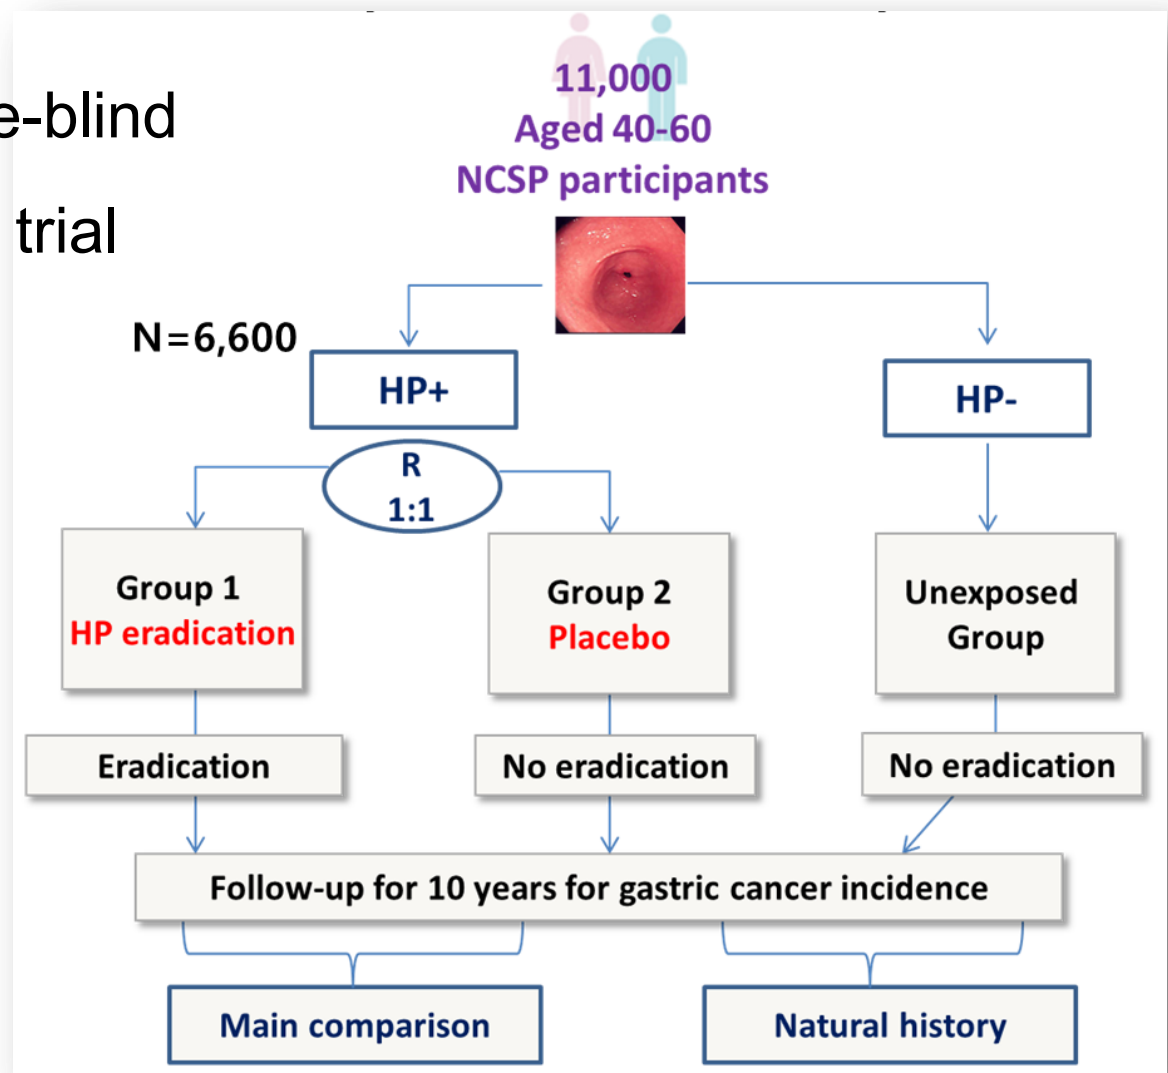 e-blind
trial
11,000
Aged 40-60
NCSP participants
N=6,600
HP+
HP-
R
1:1
Group 1
HP eradication
Group 2
Placebo
Unexposed
Group
Eradication
No eradication
No eradication
Follow-up for 10 years for gastric cancer incidence
Main comparison
Natural history